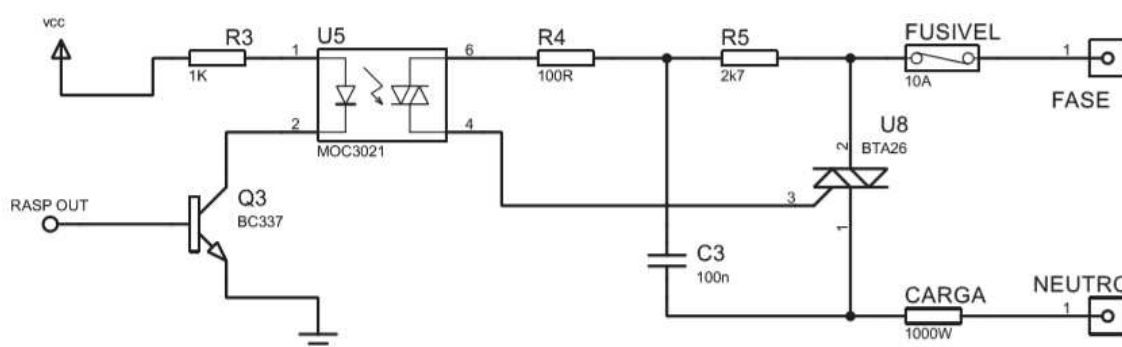 vcc
R3
1K
1
U5
6
2
4
MOC3021
R4
100R
R5
2k7
FUSIVEL
10A
1
FASE
U8
BTA26
2
3
1
RASP OUT
Q3
BC337
C3
100n
CARGA
1000W
NEUTRO
1